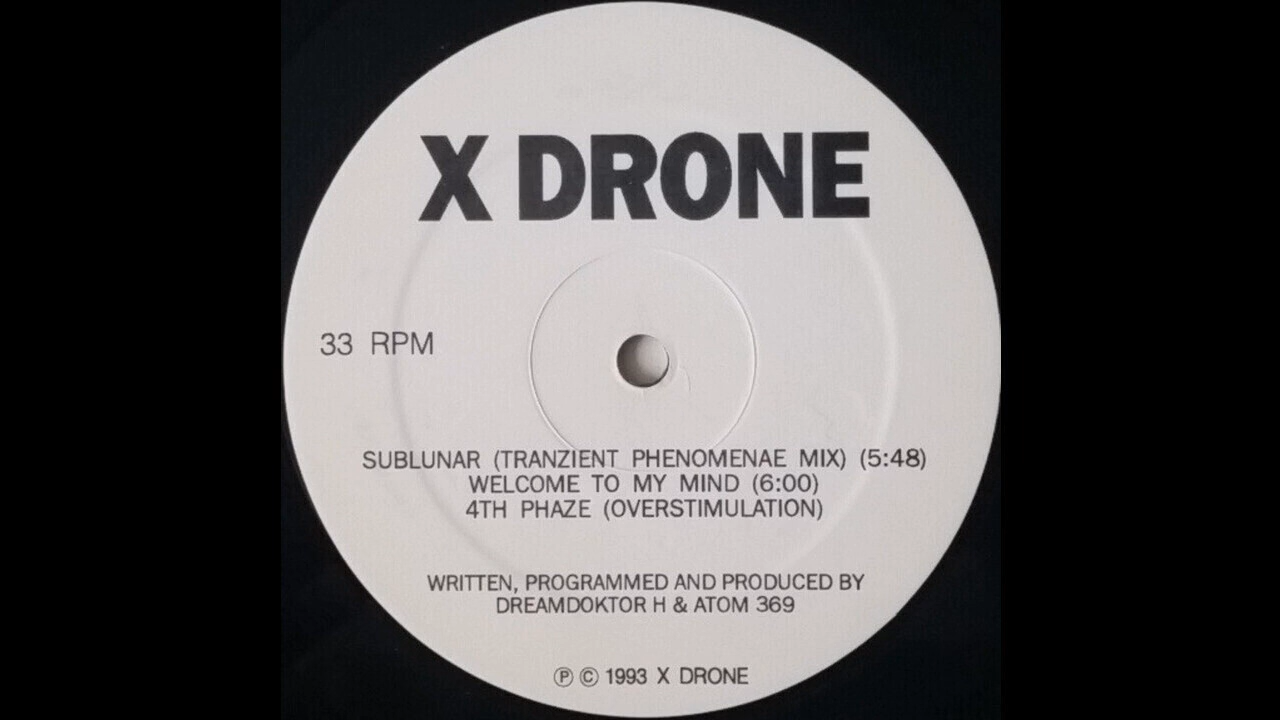 X DRONE
33 RPM
SUBLUNAR (TRANZIENT PHENOMENAE MIX) (5:48)
WELCOME TO MY MIND (6:00)
4TH PHAZE (OVERSTIMULATION)
WRITTEN, PROGRAMMED AND PRODUCED BY
DREAMDOKTOR H & ATOM 369
℗ © 1993 X DRONE